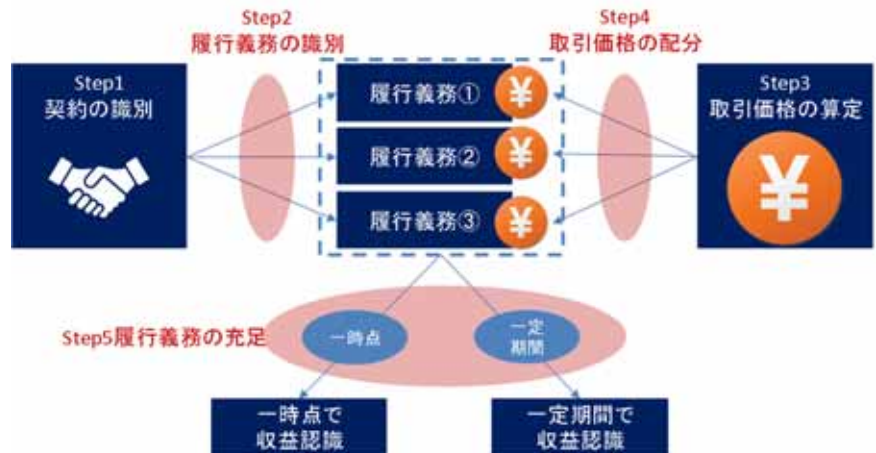 Step2
履行義務の識別
Step4
取引価格の配分
Step1
契約の識別
履行義務①
¥
履行義務②
¥
履行義務③
¥
Step3
取引価格の算定
¥
Step5履行義務の充足
一時点
一定
期間
一時点で
収益認識
一定期間で
収益認識